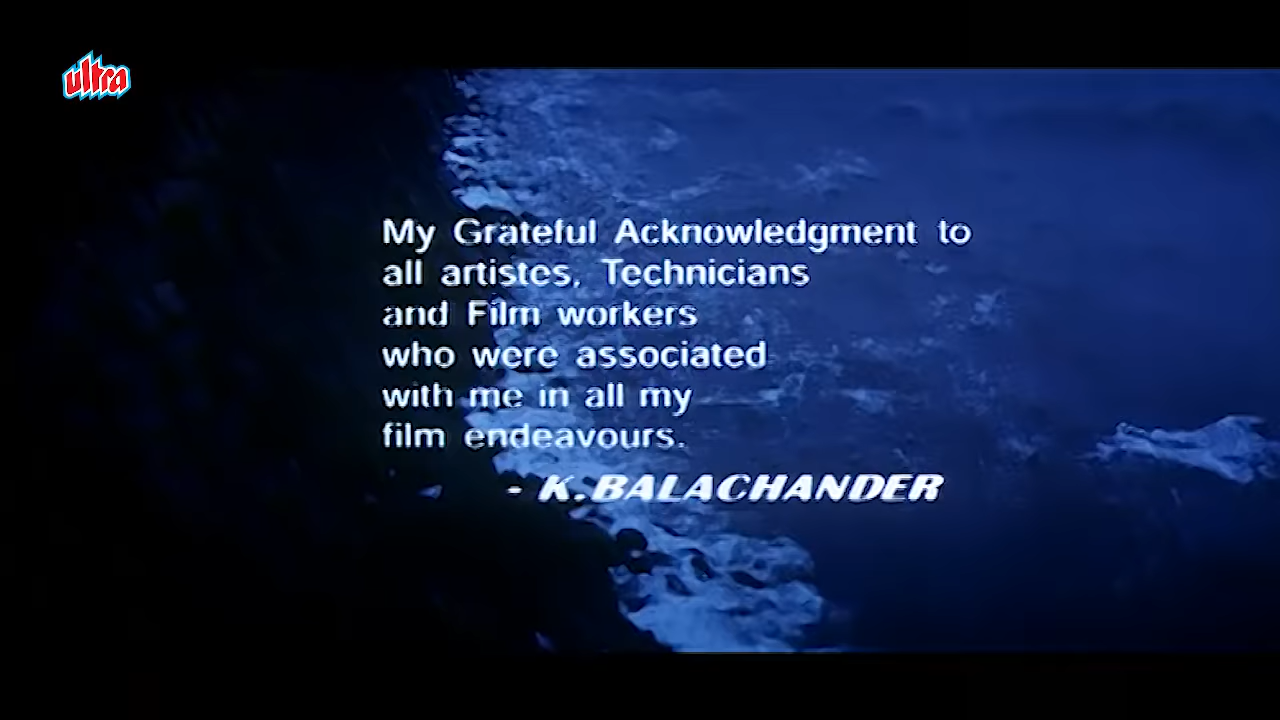 ultra
My Grateful Acknowledgment to
all artistes, Technicians
and Film workers
who were associated
with me in all my
film endeavours.
- K.BALACHANDER